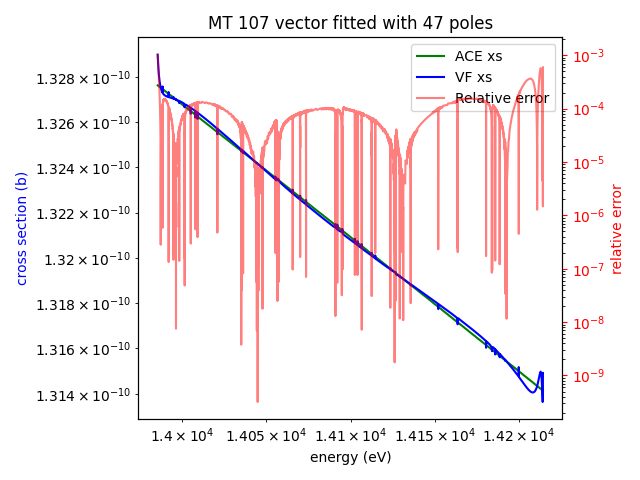 MT 107 vector fitted with 47 poles
ACE xs
VF xs
Relative error
1.328 × 10⁻¹⁰
1.326 × 10⁻¹⁰
1.324 × 10⁻¹⁰
1.322 × 10⁻¹⁰
1.32 × 10⁻¹⁰
1.318 × 10⁻¹⁰
1.316 × 10⁻¹⁰
1.314 × 10⁻¹⁰
cross section (b)
10⁻³
10⁻⁴
10⁻⁵
10⁻⁶
10⁻⁷
10⁻⁸
10⁻⁹
relative error
1.4 × 10⁴ 1.405 × 10⁴ 1.41 × 10⁴ 1.415 × 10⁴ 1.42 × 10⁴
energy (eV)